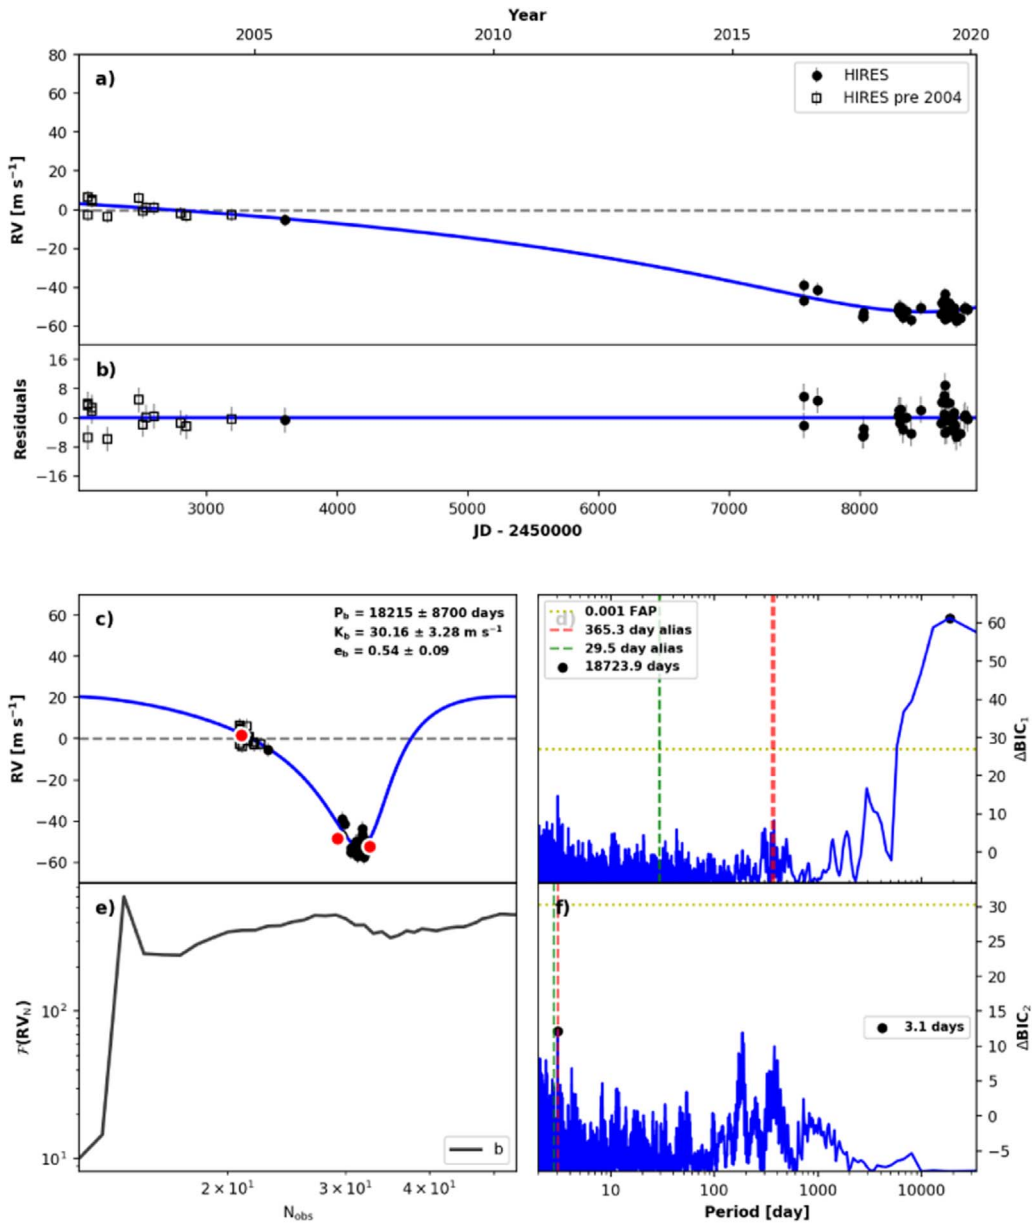 Year
2005 2010 2015 2020
a)
HIRES
HIRES pre 2004
80
60
40
20
0
−20
−40
−60
RV [m s⁻¹]
b)
16
8
0
−8
−16
Residuals
3000 4000 5000 6000 7000 8000
JD - 2450000
c)
P_b = 18215 ± 8700 days
K_b = 30.16 ± 3.28 m s⁻¹
e_b = 0.54 ± 0.09
60
40
20
0
−20
−40
−60
RV [m s⁻¹]
d)
0.001 FAP
365.3 day alias
29.5 day alias
18723.9 days
60
50
40
30
20
10
0
ΔBIC₁
e)
10²
10¹
ℱ(RV_N)
b
2×10¹ 3×10¹ 4×10¹
N_obs
f)
3.1 days
30
25
20
15
10
5
0
−5
ΔBIC₂
10 100 1000 10000
Period [day]